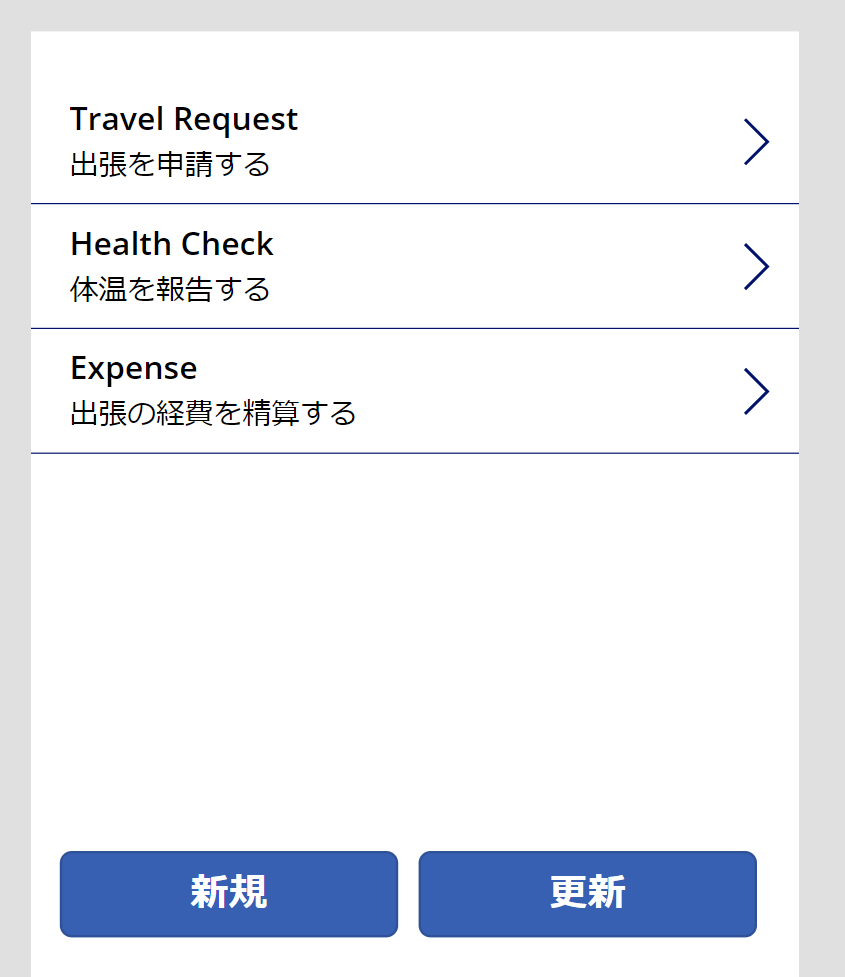 Travel Request
出張を申請する
Health Check
体温を報告する
Expense
出張の経費を精算する
新規
更新